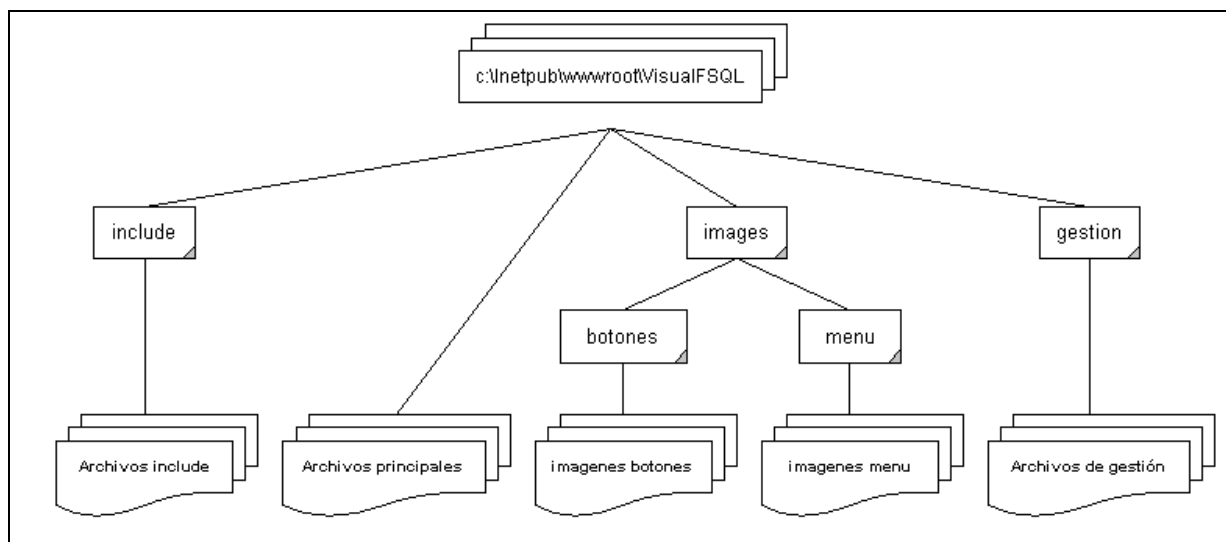 c:\Inetpub\wwwroot\VisualFSQL
include
images
gestion
botones
menu
Archivos include
Archivos principales
imagenes botones
imagenes menu
Archivos de gestión